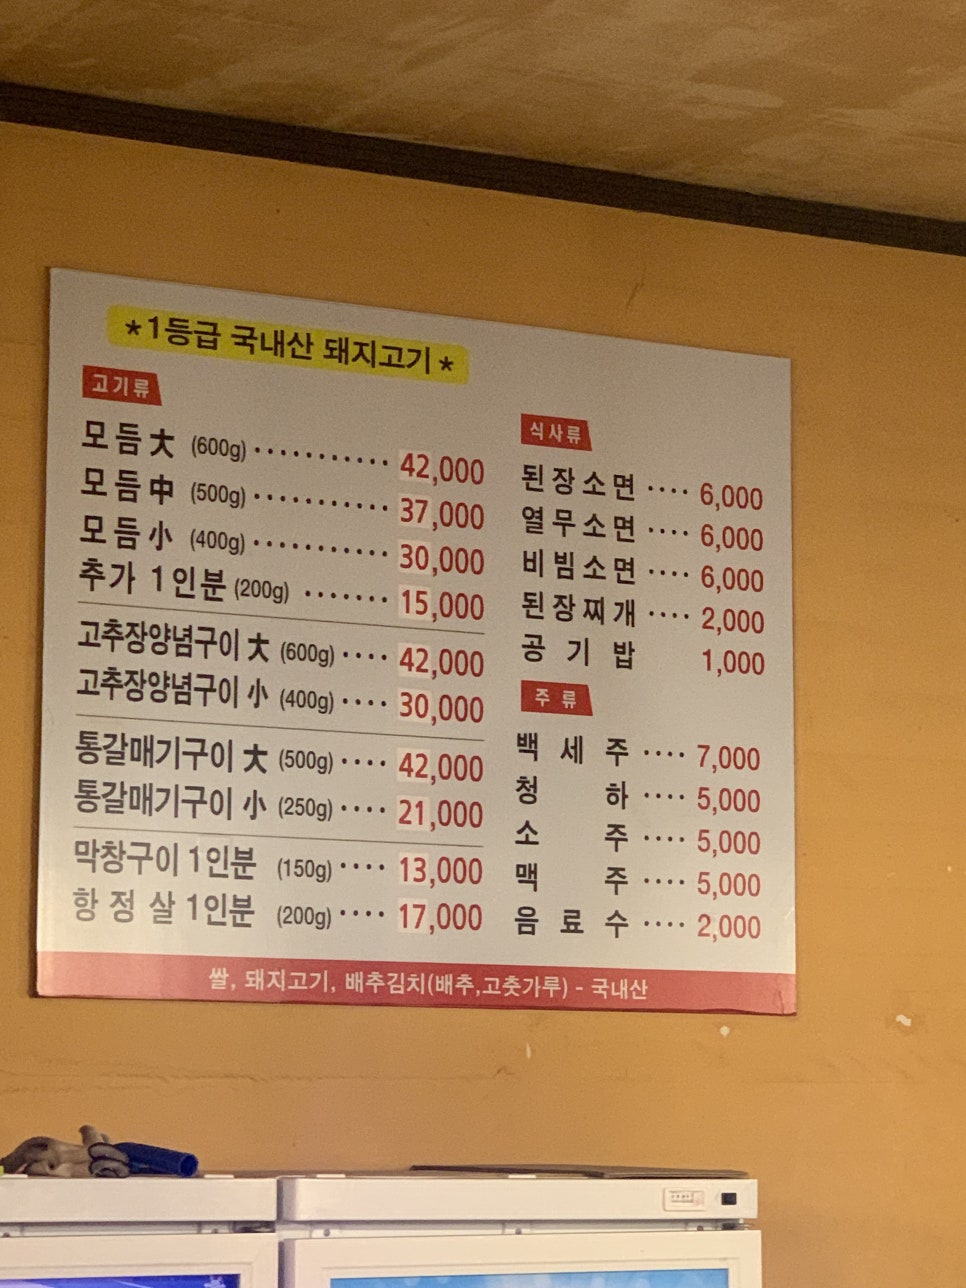 *1등급 국내산 돼지고기*
고기류
모듬大 (600g) ··········· 42,000
모듬中 (500g) ··········· 37,000
모듬小 (400g) ··········· 30,000
추가 1인분 (200g) ······· 15,000
고추장양념구이 大 (600g) ···· 42,000
고추장양념구이 小 (400g) ···· 30,000
통갈매기구이 大 (500g) ···· 42,000
통갈매기구이 小 (250g) ···· 21,000
막창구이 1인분 (150g) ···· 13,000
항정살 1인분 (200g) ···· 17,000
식사류
된장소면 ···· 6,000
열무소면 ···· 6,000
비빔소면 ···· 6,000
된장찌개 ···· 2,000
공기밥 1,000
주류
백세주 ···· 7,000
청하 ···· 5,000
소주 ···· 5,000
맥주 ···· 5,000
음료수 ···· 2,000
쌀, 돼지고기, 배추김치(배추,고춧가루) - 국내산